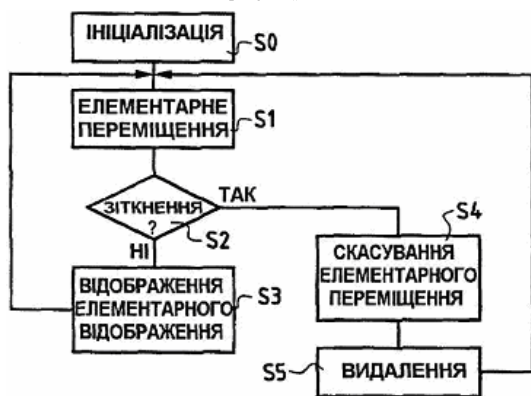 ІНІЦІАЛІЗАЦІЯ
S0
ЕЛЕМЕНТАРНЕ
ПЕРЕМІЩЕННЯ
S1
ЗІТКНЕННЯ
?
S2
ТАК
НІ
ВІДОБРАЖЕННЯ
ЕЛЕМЕНТАРНОГО
ВІДОБРАЖЕННЯ
S3
S4
СКАСУВАННЯ
ЕЛЕМЕНТАРНОГО
ПЕРЕМІЩЕННЯ
S5
ВИДАЛЕННЯ